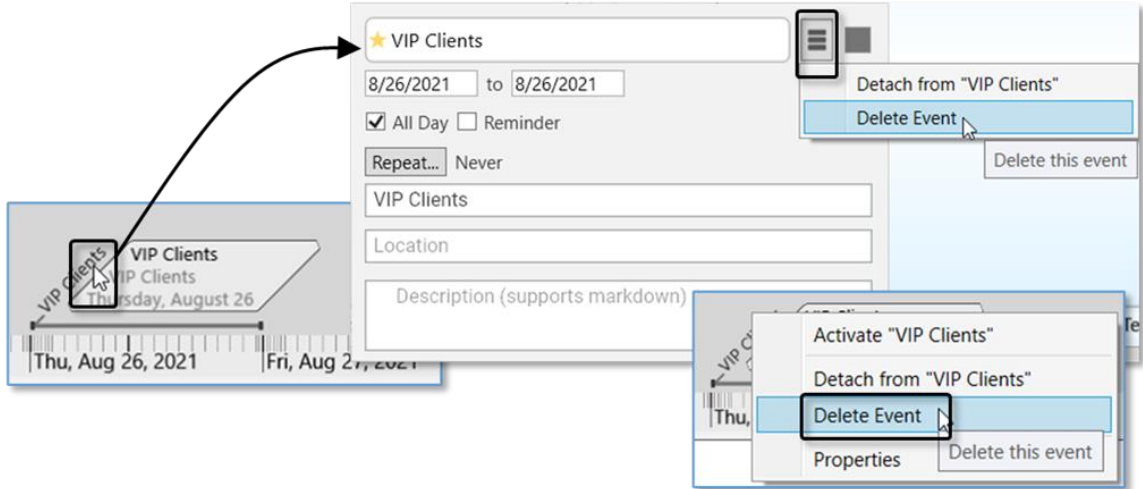 VIP Clients
8/26/2021 to 8/26/2021
All Day Reminder
Repeat... Never
VIP Clients
Location
Description (supports markdown)
Detach from "VIP Clients"
Delete Event
Delete this event
VIP Clients
VIP Clients
VIP Clients
Thursday, August 26
Thu, Aug 26, 2021
Fri, Aug 27, 2021
VIP
Thu,
Activate "VIP Clients"
Detach from "VIP Clients"
Delete Event
Delete this event
Properties